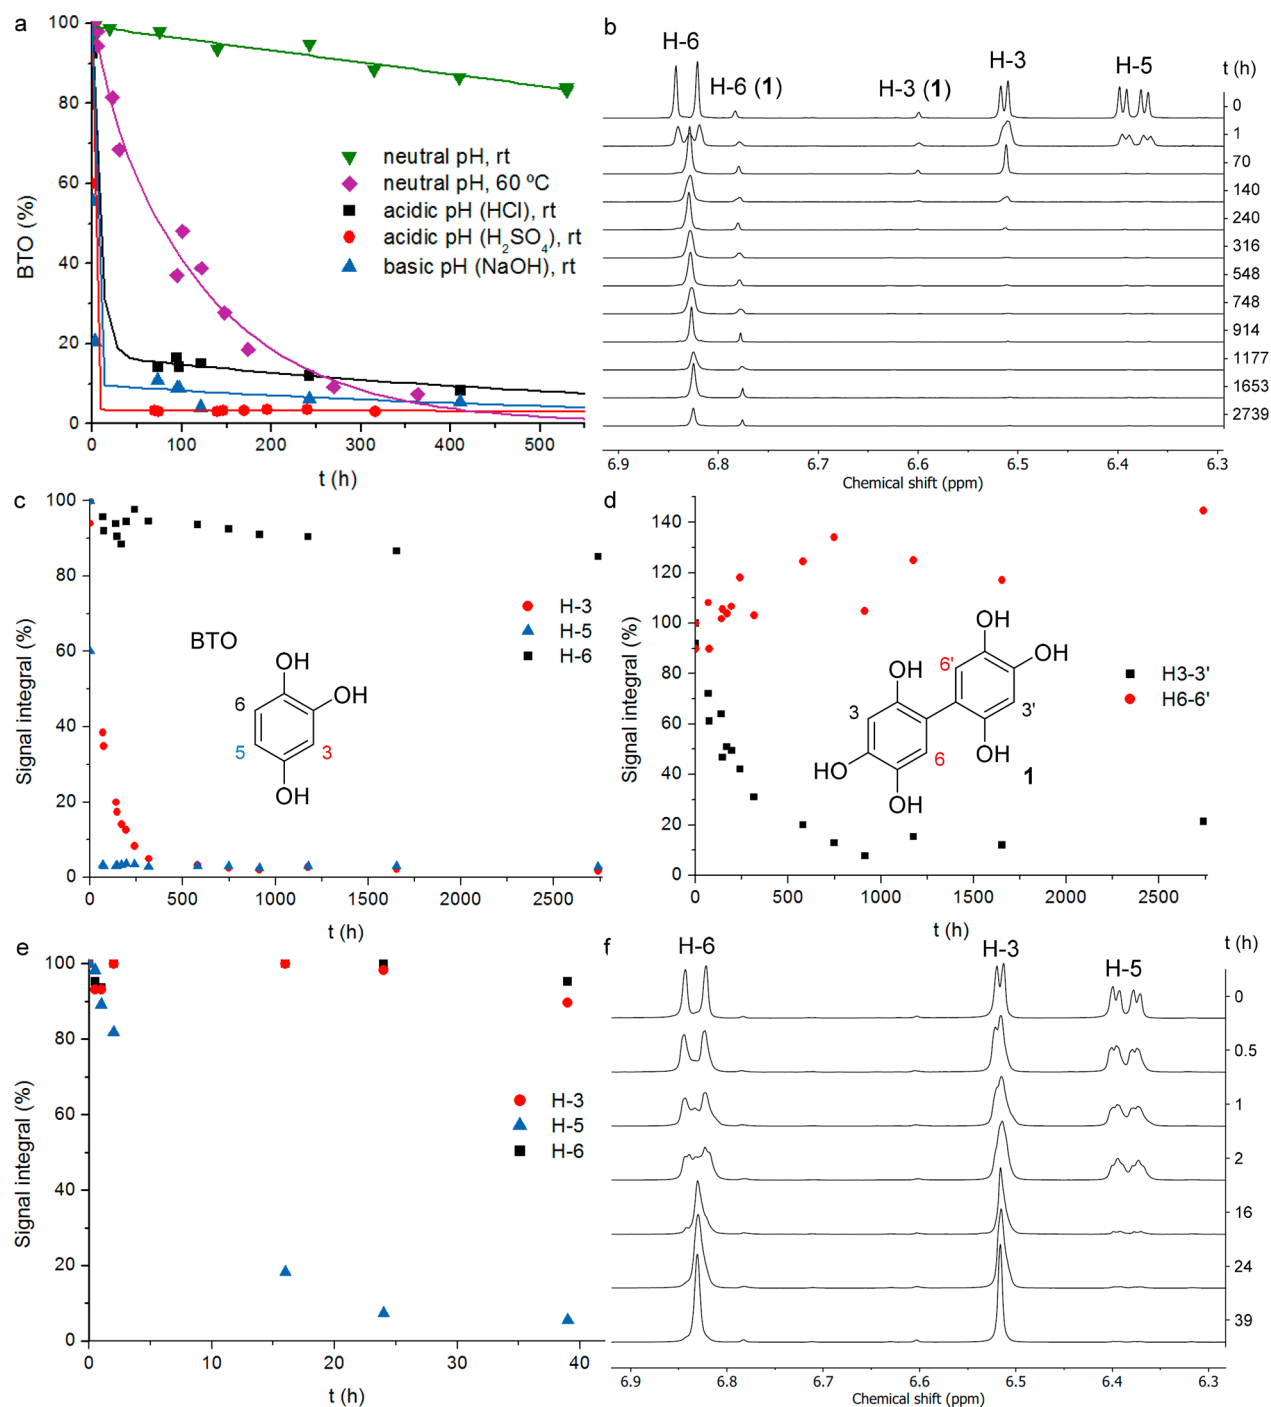 a
100
80
60
40
20
0
BTO (%)
neutral pH, rt
neutral pH, 60 ºC
acidic pH (HCl), rt
acidic pH (H2SO4), rt
basic pH (NaOH), rt
0 100 200 300 400 500
t (h)
b
H-6
H-6 (1)
H-3 (1)
H-3
H-5
t (h)
0
1
70
140
240
316
548
748
914
1177
1653
2739
6.9 6.8 6.7 6.6 6.5 6.4 6.3
Chemical shift (ppm)
c
100
80
60
40
20
0
Signal integral (%)
BTO
OH
OH
6
5
3
OH
H-3
H-5
H-6
0 500 1000 1500 2000 2500
t (h)
d
140
120
100
80
60
40
20
0
Signal integral (%)
OH
6'
OH
OH
3
3'
6
OH
HO
OH
1
H3-3'
H6-6'
0 500 1000 1500 2000 2500
t (h)
e
100
80
60
40
20
0
Signal integral (%)
H-3
H-5
H-6
0 10 20 30 40
t (h)
f
H-6
H-3
H-5
t (h)
0
0.5
1
2
16
24
39
6.9 6.8 6.7 6.6 6.5 6.4 6.3
Chemical shift (ppm)